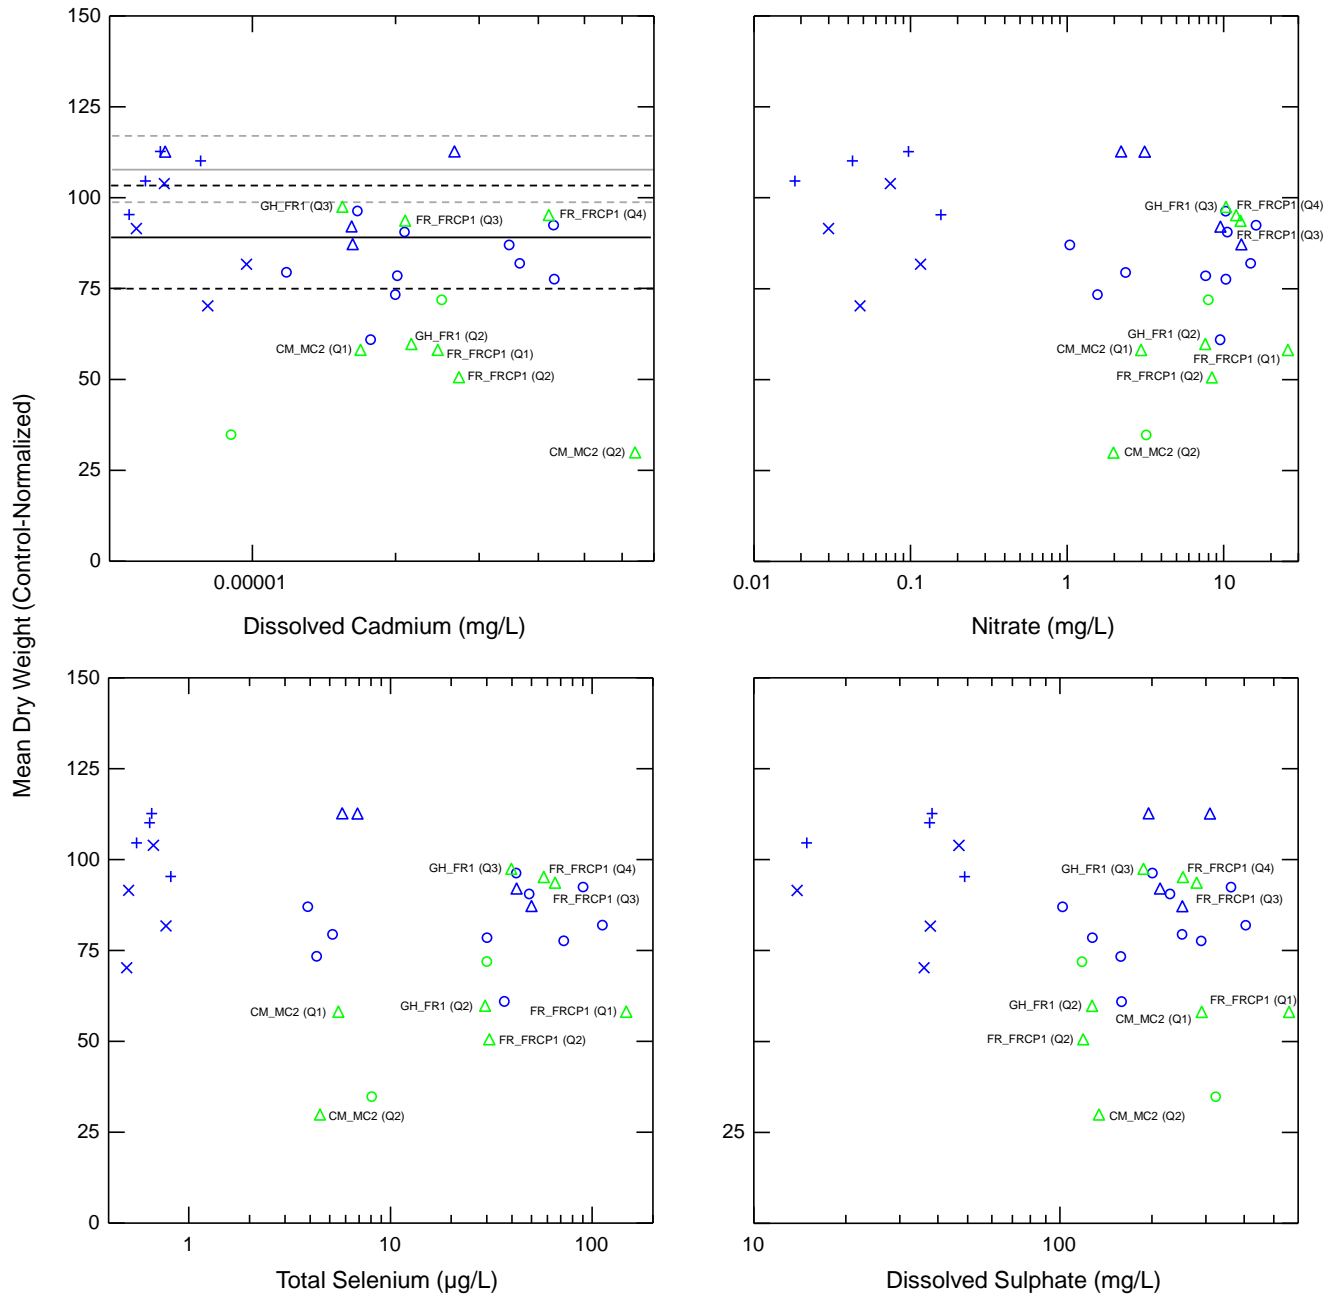 Mean Dry Weight (Control-Normalized)
150
125
100
75
50
25
0
GH_FR1 (Q3)
FR_FRCP1 (Q3)
FR_FRCP1 (Q4)
CM_MC2 (Q1)
GH_FR1 (Q2)
FR_FRCP1 (Q1)
FR_FRCP1 (Q2)
CM_MC2 (Q2)
0.00001
Dissolved Cadmium (mg/L)
GH_FR1 (Q3)
FR_FRCP1 (Q4)
FR_FRCP1 (Q3)
GH_FR1 (Q2)
CM_MC2 (Q1)
FR_FRCP1 (Q1)
FR_FRCP1 (Q2)
CM_MC2 (Q2)
0.01 0.1 1 10
Nitrate (mg/L)
150
125
100
75
50
25
0
GH_FR1 (Q3)
FR_FRCP1 (Q4)
FR_FRCP1 (Q3)
CM_MC2 (Q1)
GH_FR1 (Q2)
FR_FRCP1 (Q1)
FR_FRCP1 (Q2)
CM_MC2 (Q2)
1 10 100
Total Selenium (µg/L)
GH_FR1 (Q3)
FR_FRCP1 (Q4)
FR_FRCP1 (Q3)
GH_FR1 (Q2)
FR_FRCP1 (Q1)
CM_MC2 (Q1)
FR_FRCP1 (Q2)
CM_MC2 (Q2)
25
10 100
Dissolved Sulphate (mg/L)